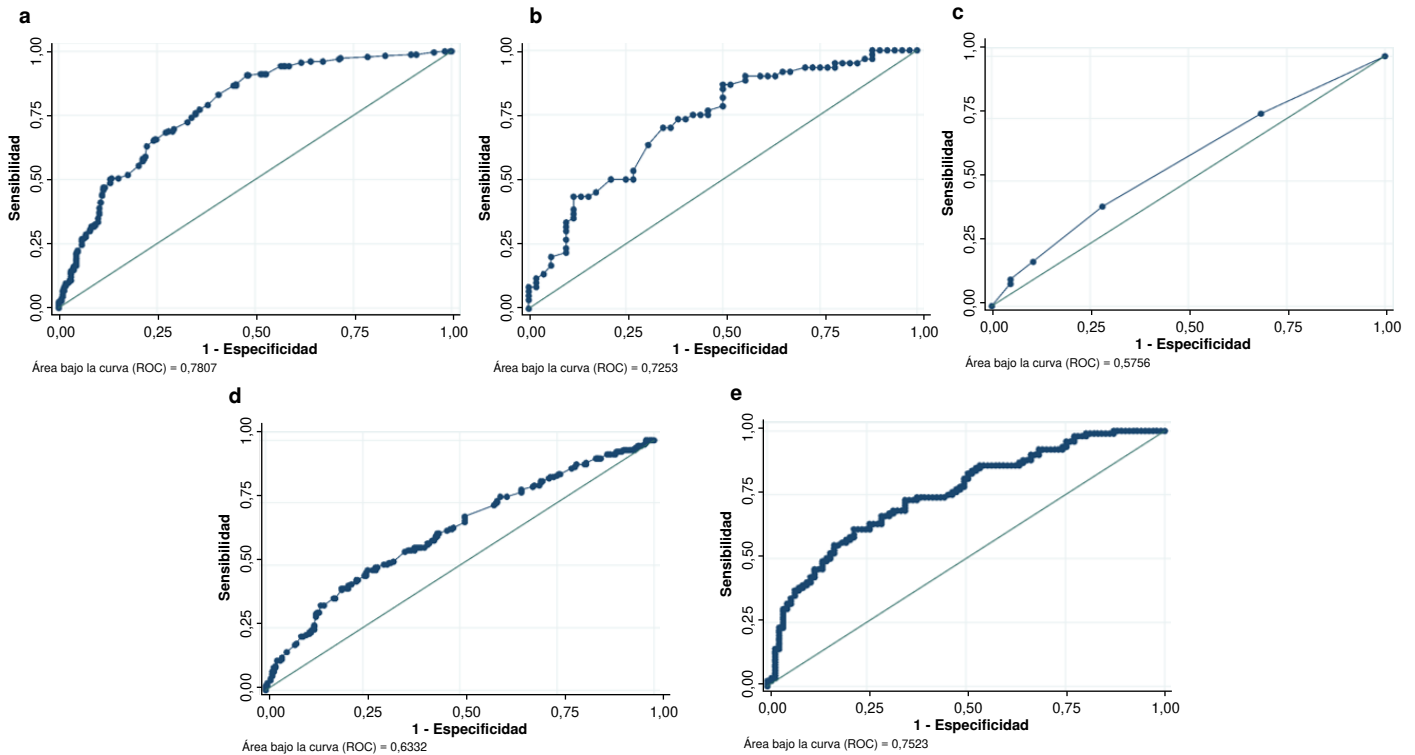 a
Sensibilidad
1,00
0,75
0,50
0,25
0,00
0,00 0,25 0,50 0,75 1,00
1 - Especificidad
Área bajo la curva (ROC) = 0,7807
b
Sensibilidad
1,00
0,75
0,50
0,25
0,00
0,00 0,25 0,50 0,75 1,00
1 - Especificidad
Área bajo la curva (ROC) = 0,7253
c
Sensibilidad
1,00
0,75
0,50
0,25
0,00
0,00 0,25 0,50 0,75 1,00
1 - Especificidad
Área bajo la curva (ROC) = 0,5756
d
Sensibilidad
1,00
0,75
0,50
0,25
0,00
0,00 0,25 0,50 0,75 1,00
1 - Especificidad
Área bajo la curva (ROC) = 0,6332
e
Sensibilidad
1,00
0,75
0,50
0,25
0,00
0,00 0,25 0,50 0,75 1,00
1 - Especificidad
Área bajo la curva (ROC) = 0,7523